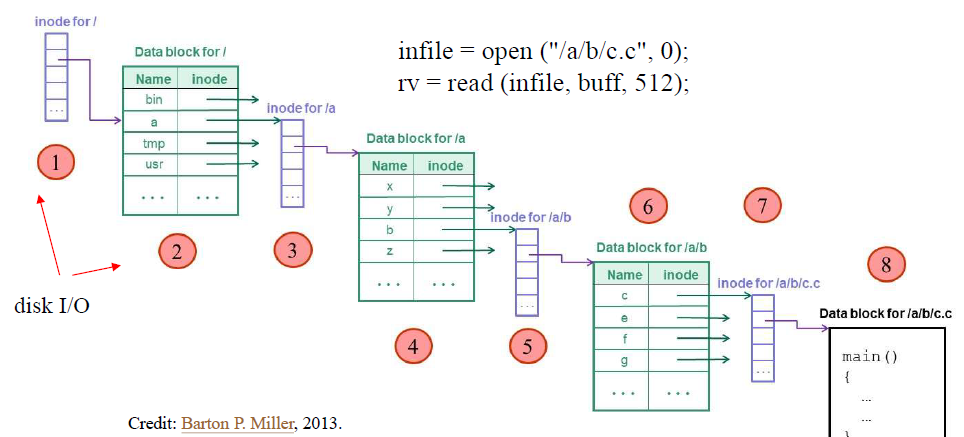 inode for /
...
1
disk I/O
Data block for /
Name inode
bin
a
tmp
usr
... ...
2
infile = open ("/a/b/c.c", 0);
rv = read (infile, buff, 512);
inode for /a
...
3
Data block for /a
Name inode
x
y
b
z
... ...
4
inode for /a/b
...
5
6
Data block for /a/b
Name inode
c
e
f
g
... ...
7
inode for /a/b/c.c
...
8
Data block for /a/b/c.c
main()
{
...
...
}
Credit: Barton P. Miller, 2013.